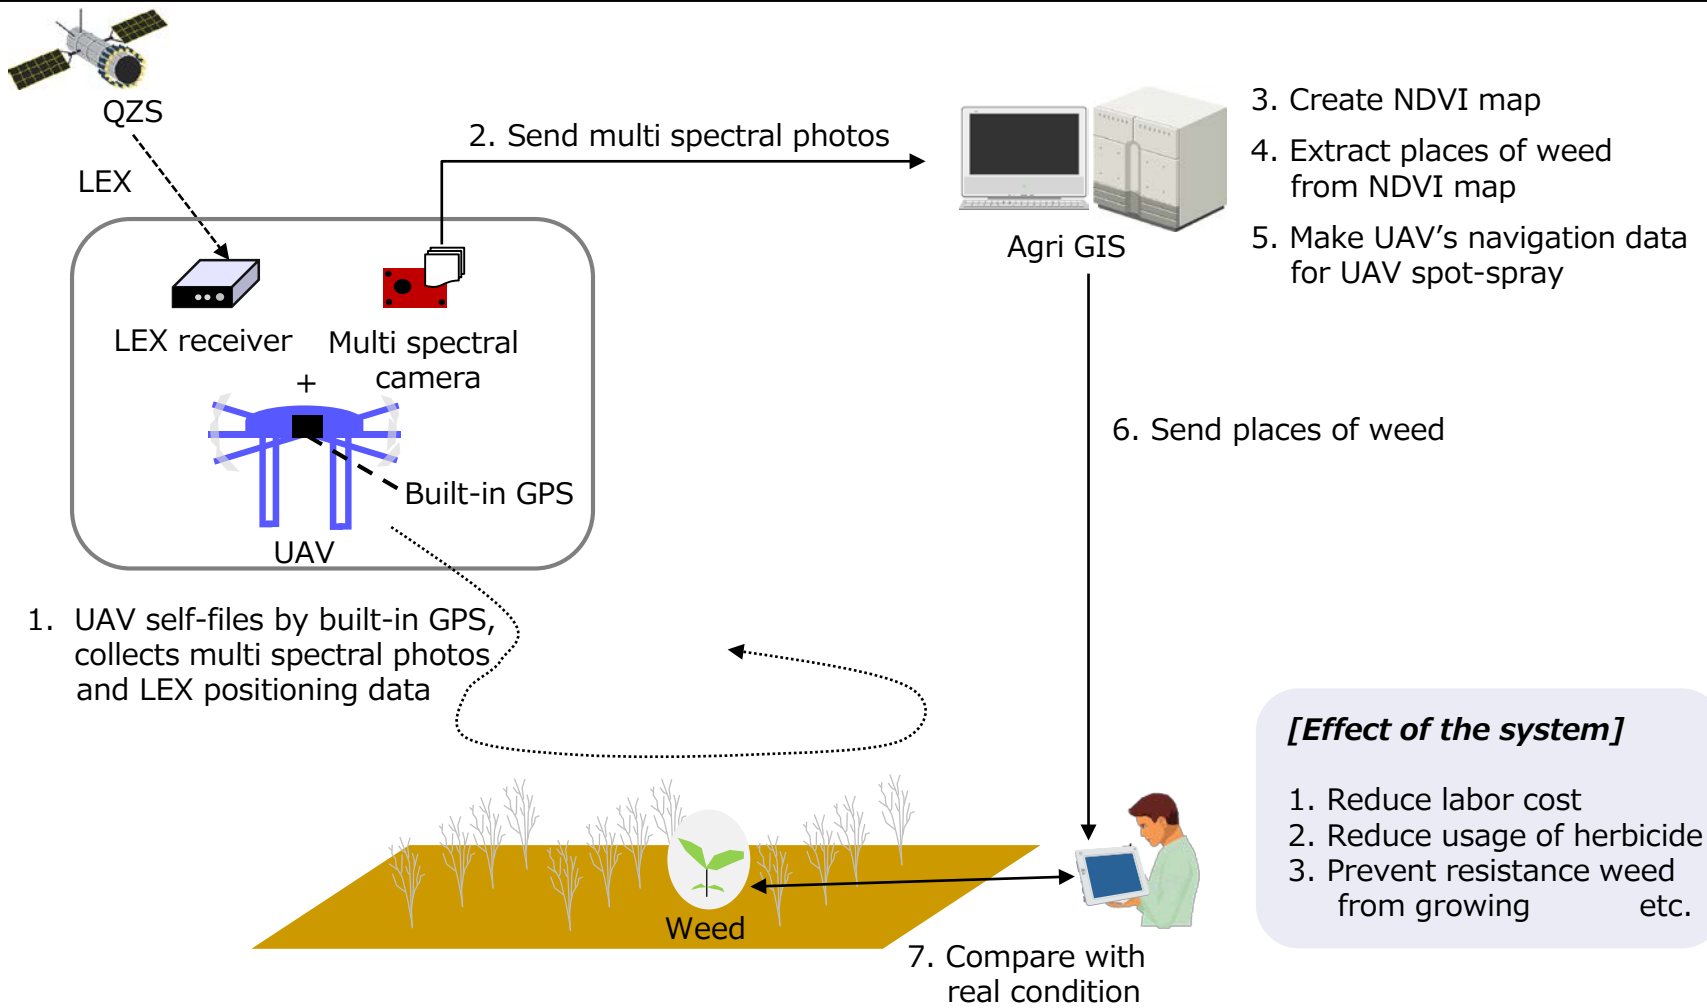 QZS
LEX
LEX receiver
Multi spectral
camera
+
Built-in GPS
UAV
1. UAV self-files by built-in GPS,
collects multi spectral photos
and LEX positioning data
2. Send multi spectral photos
Agri GIS
3. Create NDVI map
4. Extract places of weed
from NDVI map
5. Make UAV’s navigation data
for UAV spot-spray
6. Send places of weed
Weed
7. Compare with
real condition
[Effect of the system]
1. Reduce labor cost
2. Reduce usage of herbicide
3. Prevent resistance weed
from growing etc.